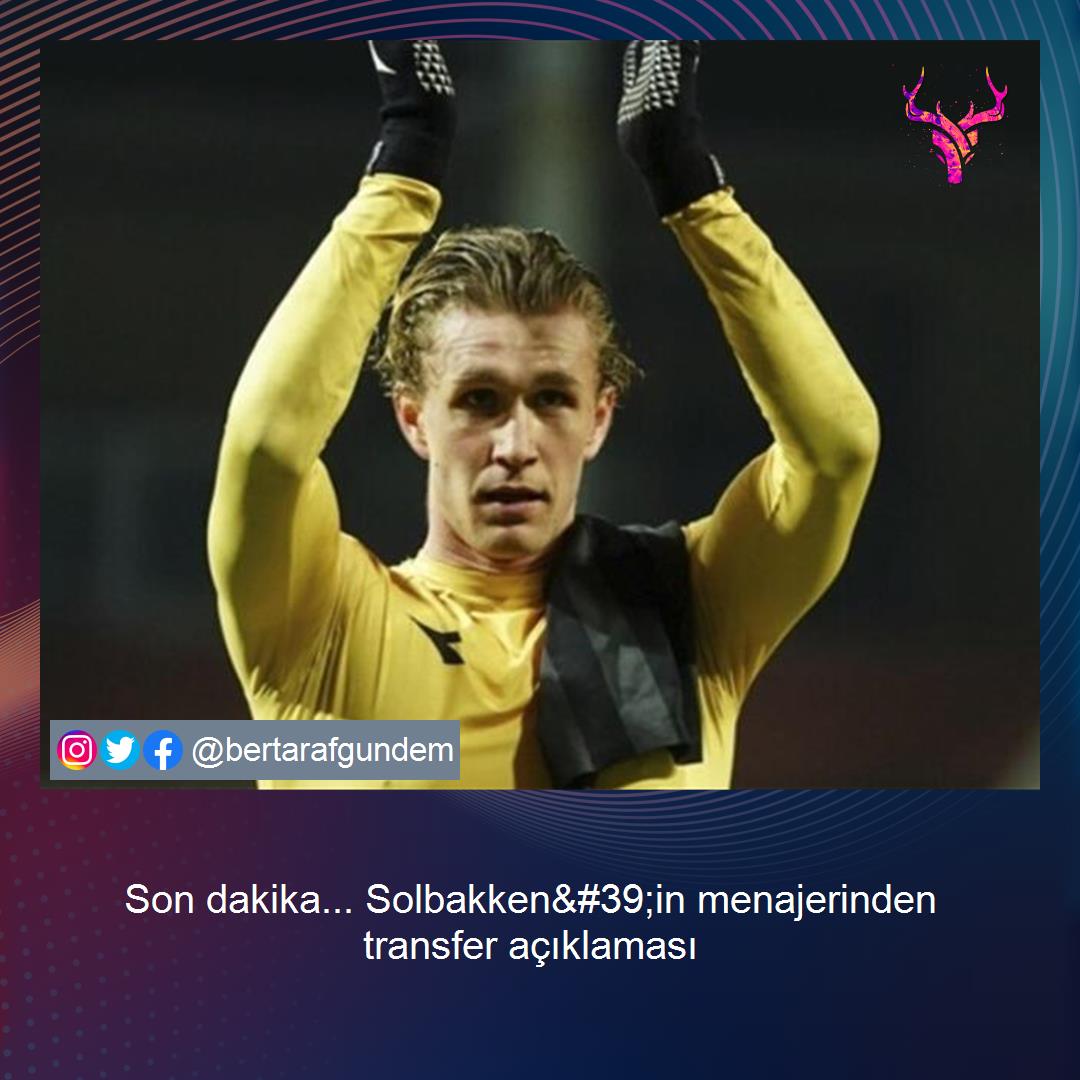 @bertarafgundem
Son dakika... Solbakken&#39;in menajerinden
transfer açıklaması